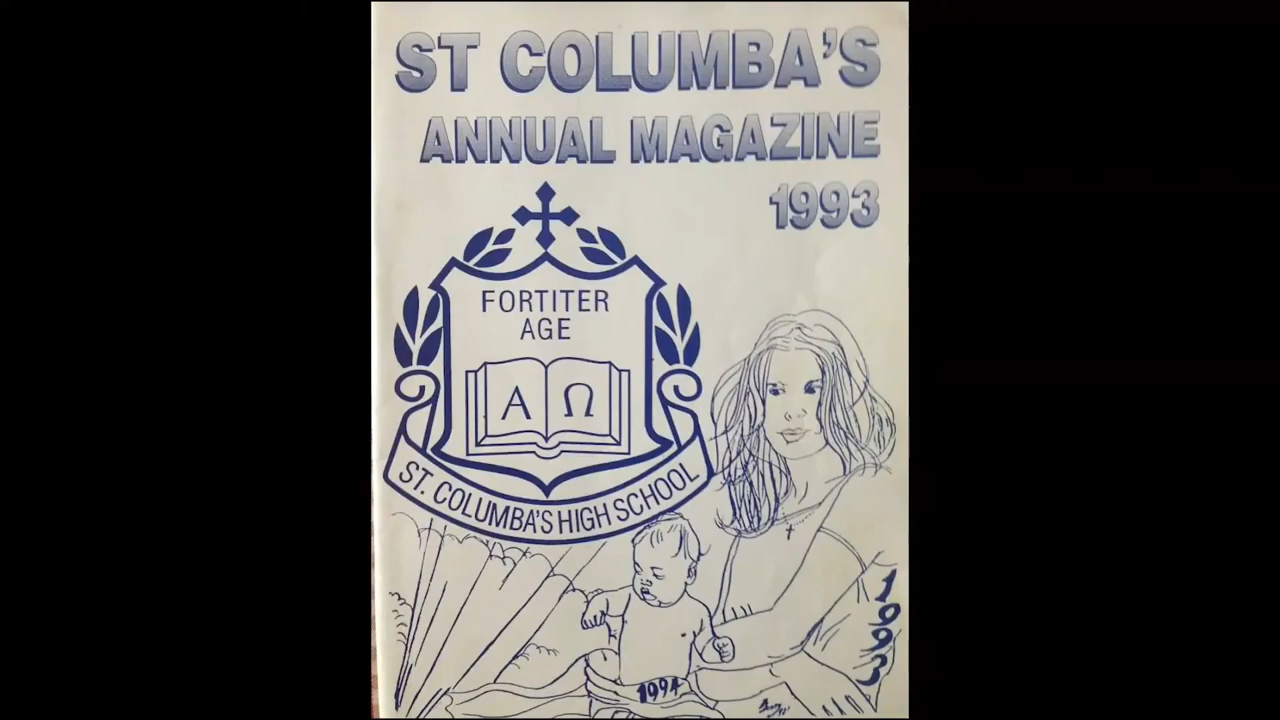 ST COLUMBA'S
ANNUAL MAGAZINE
1993
FORTITER
AGE
Α Ω
ST. COLUMBA'S HIGH SCHOOL
1993
1994